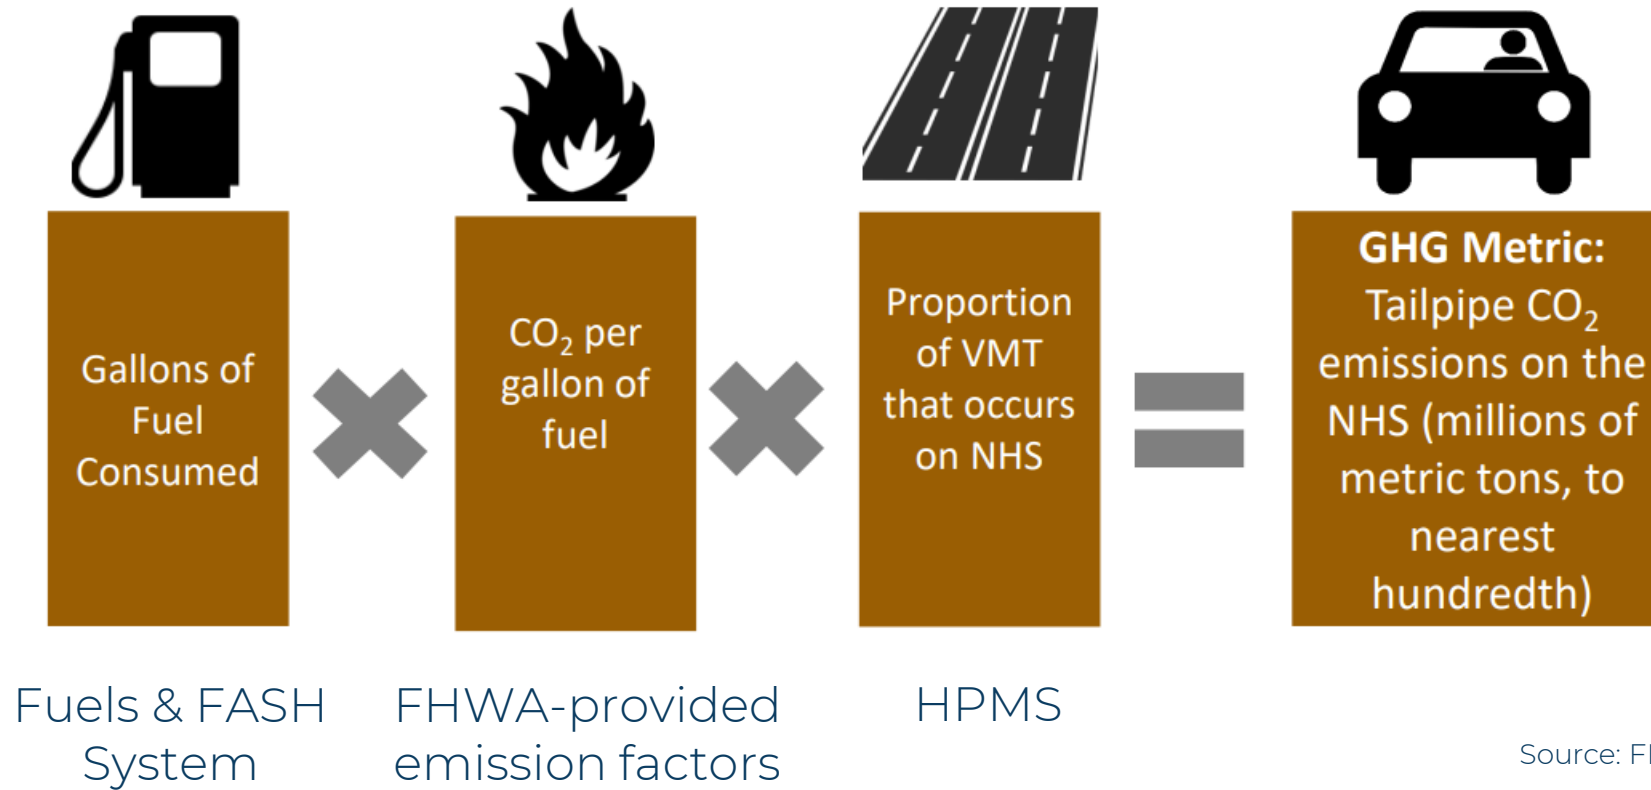 Gallons of
Fuel
Consumed
CO₂ per
gallon of
fuel
Proportion
of VMT
that occurs
on NHS
GHG Metric:
Tailpipe CO₂
emissions on the
NHS (millions of
metric tons, to
nearest
hundredth)
Fuels & FASH
System
FHWA-provided
emission factors
HPMS
Source: